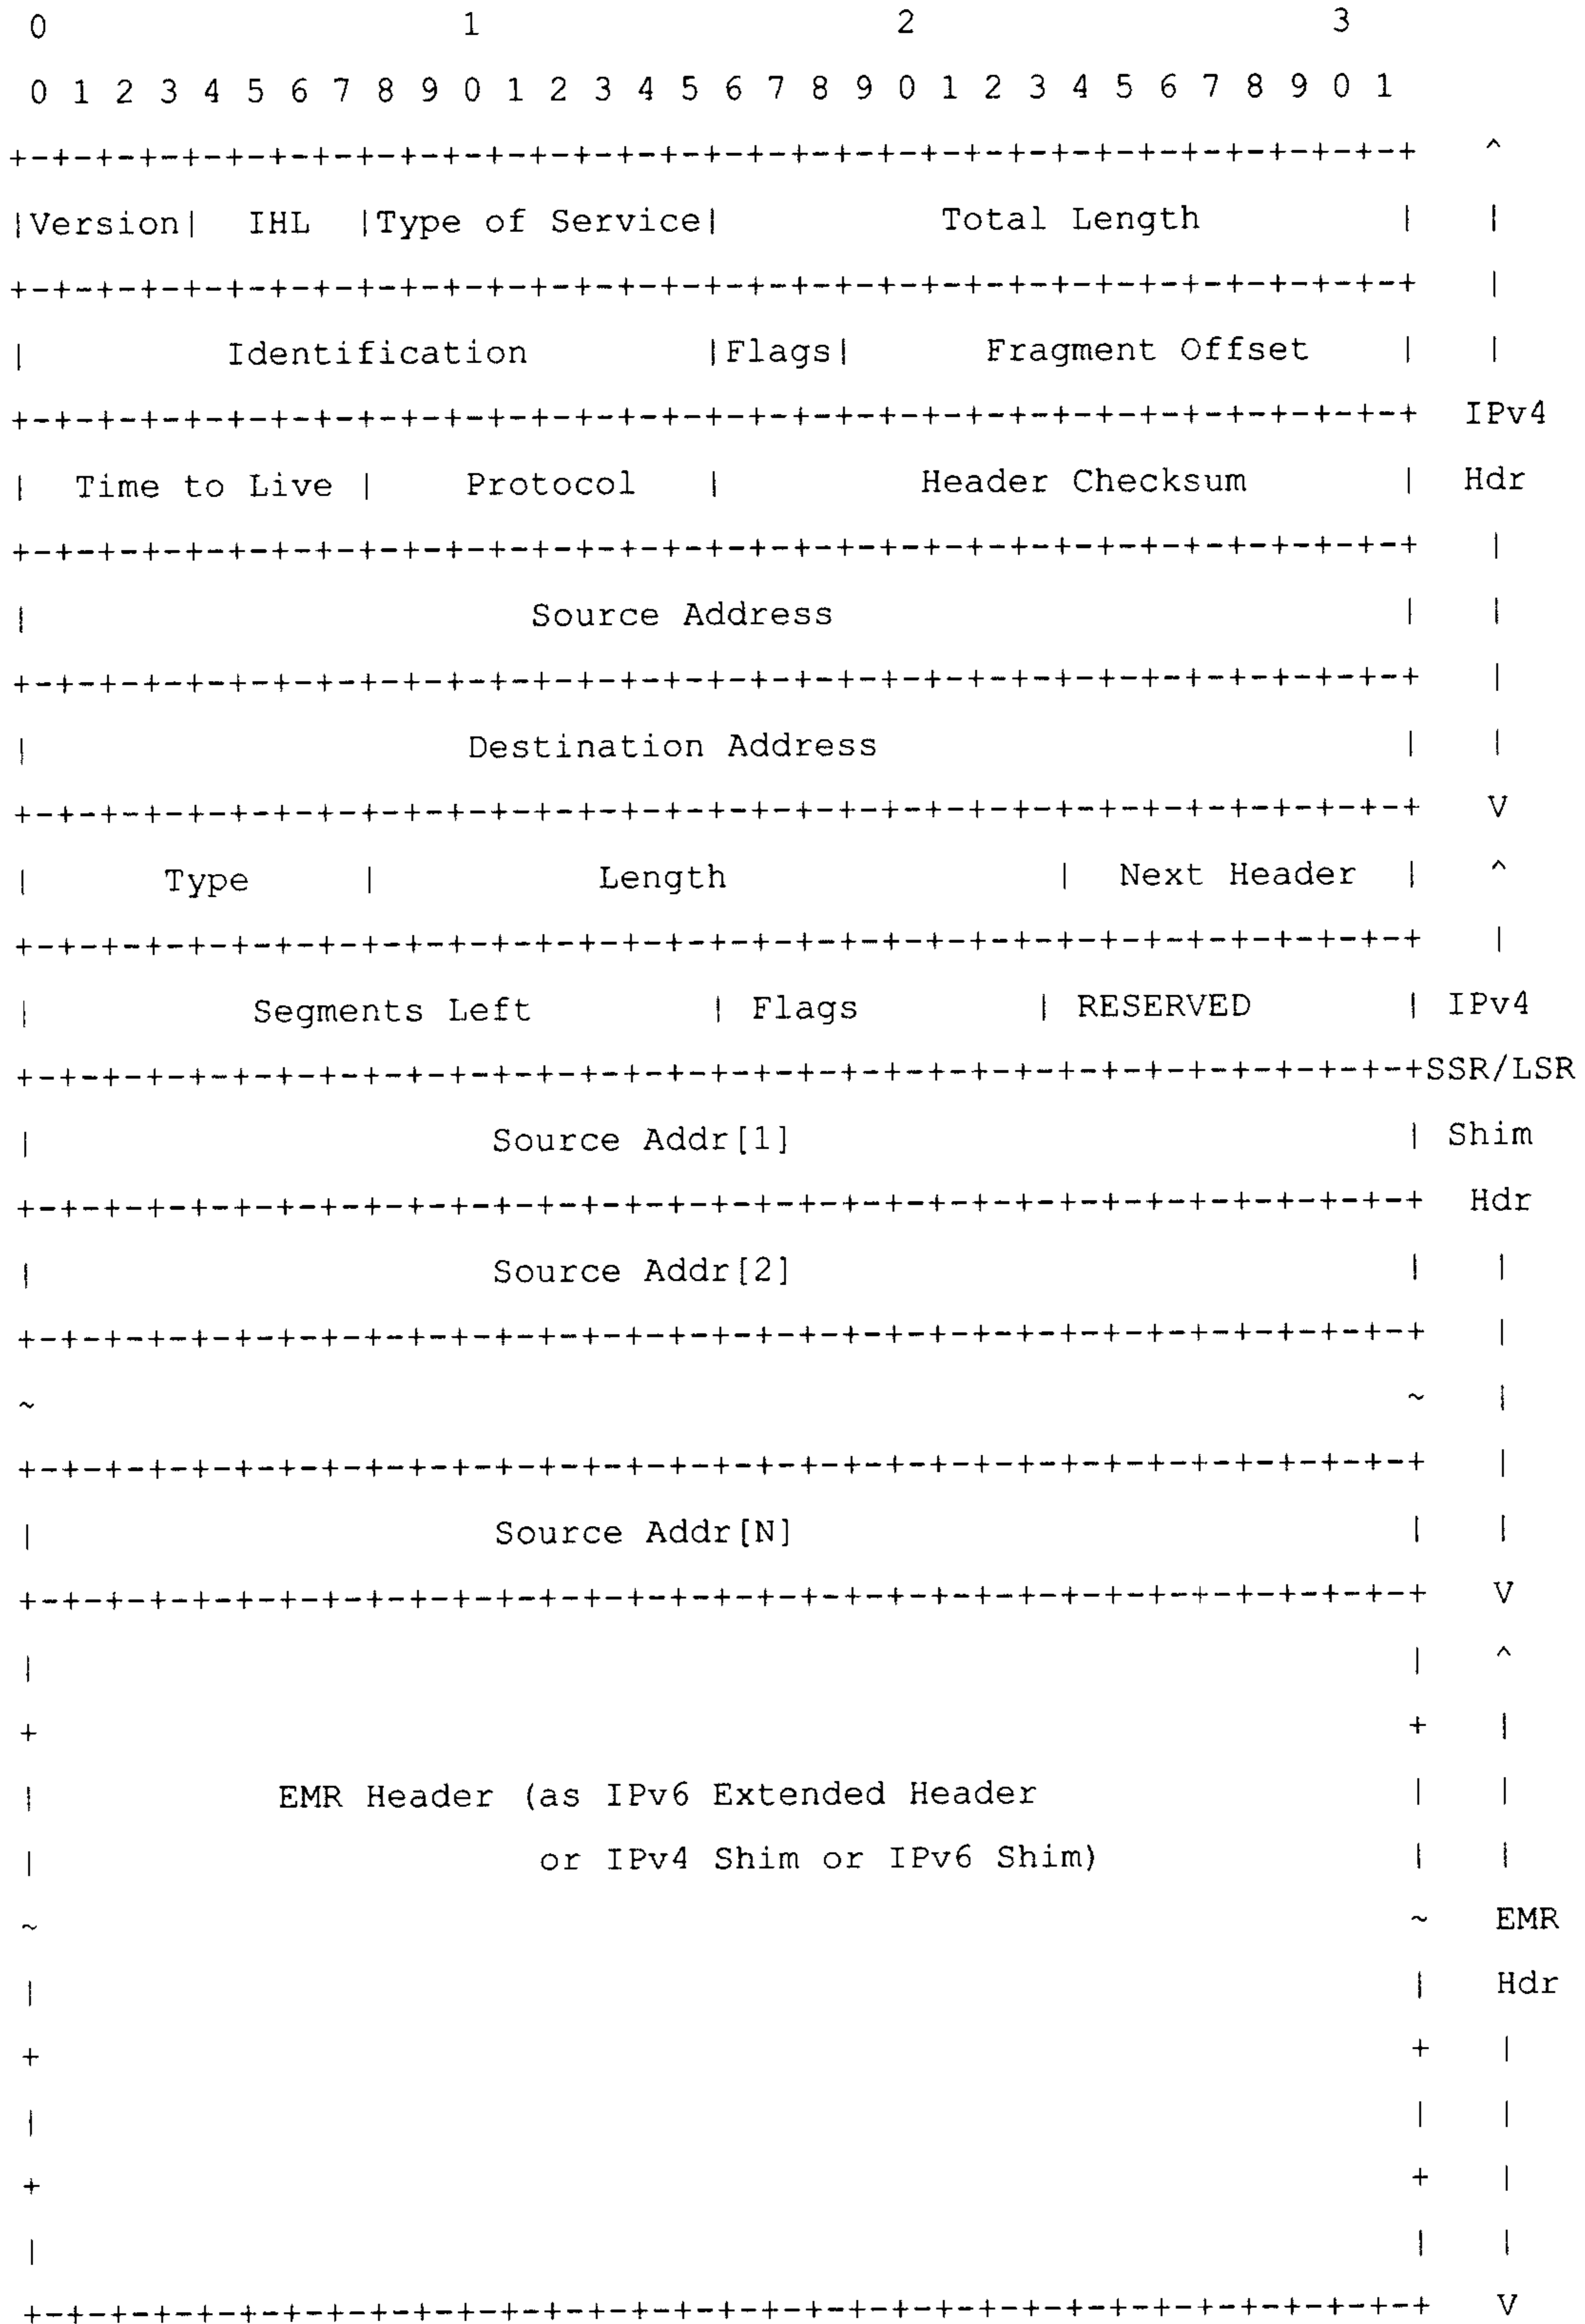 0                   1                   2                   3
 0 1 2 3 4 5 6 7 8 9 0 1 2 3 4 5 6 7 8 9 0 1 2 3 4 5 6 7 8 9 0 1
+-+-+-+-+-+-+-+-+-+-+-+-+-+-+-+-+-+-+-+-+-+-+-+-+-+-+-+-+-+-+-+-+   ^
|Version|  IHL  |Type of Service|          Total Length         |   |
+-+-+-+-+-+-+-+-+-+-+-+-+-+-+-+-+-+-+-+-+-+-+-+-+-+-+-+-+-+-+-+-+   |
|         Identification        |Flags|      Fragment Offset    |   |
+-+-+-+-+-+-+-+-+-+-+-+-+-+-+-+-+-+-+-+-+-+-+-+-+-+-+-+-+-+-+-+-+  IPv4
|  Time to Live |    Protocol   |         Header Checksum       |  Hdr
+-+-+-+-+-+-+-+-+-+-+-+-+-+-+-+-+-+-+-+-+-+-+-+-+-+-+-+-+-+-+-+-+   |
|                       Source Address                          |   |
+-+-+-+-+-+-+-+-+-+-+-+-+-+-+-+-+-+-+-+-+-+-+-+-+-+-+-+-+-+-+-+-+   |
|                    Destination Address                        |   |
+-+-+-+-+-+-+-+-+-+-+-+-+-+-+-+-+-+-+-+-+-+-+-+-+-+-+-+-+-+-+-+-+   V
|      Type     |          Length               |  Next Header  |   ^
+-+-+-+-+-+-+-+-+-+-+-+-+-+-+-+-+-+-+-+-+-+-+-+-+-+-+-+-+-+-+-+-+   |
|          Segments Left        | Flags        | RESERVED       | IPv4
+-+-+-+-+-+-+-+-+-+-+-+-+-+-+-+-+-+-+-+-+-+-+-+-+-+-+-+-+-+-+-+-+SSR/LSR
|                     Source Addr[1]                            | Shim
+-+-+-+-+-+-+-+-+-+-+-+-+-+-+-+-+-+-+-+-+-+-+-+-+-+-+-+-+-+-+-+-+  Hdr
|                     Source Addr[2]                            |   |
+-+-+-+-+-+-+-+-+-+-+-+-+-+-+-+-+-+-+-+-+-+-+-+-+-+-+-+-+-+-+-+-+   |
~                                                               ~   |
+-+-+-+-+-+-+-+-+-+-+-+-+-+-+-+-+-+-+-+-+-+-+-+-+-+-+-+-+-+-+-+-+   |
|                     Source Addr[N]                            |   |
+-+-+-+-+-+-+-+-+-+-+-+-+-+-+-+-+-+-+-+-+-+-+-+-+-+-+-+-+-+-+-+-+   V
|                                                               |   ^
+                                                               +   |
|           EMR Header (as IPv6 Extended Header                 |   |
|                       or IPv4 Shim or IPv6 Shim)              |   |
~                                                               ~   EMR
|                                                               |   Hdr
+                                                               +   |
|                                                               |   |
+                                                               +   |
|                                                               |   |
+-+-+-+-+-+-+-+-+-+-+-+-+-+-+-+-+-+-+-+-+-+-+-+-+-+-+-+-+-+-+-+-+   V